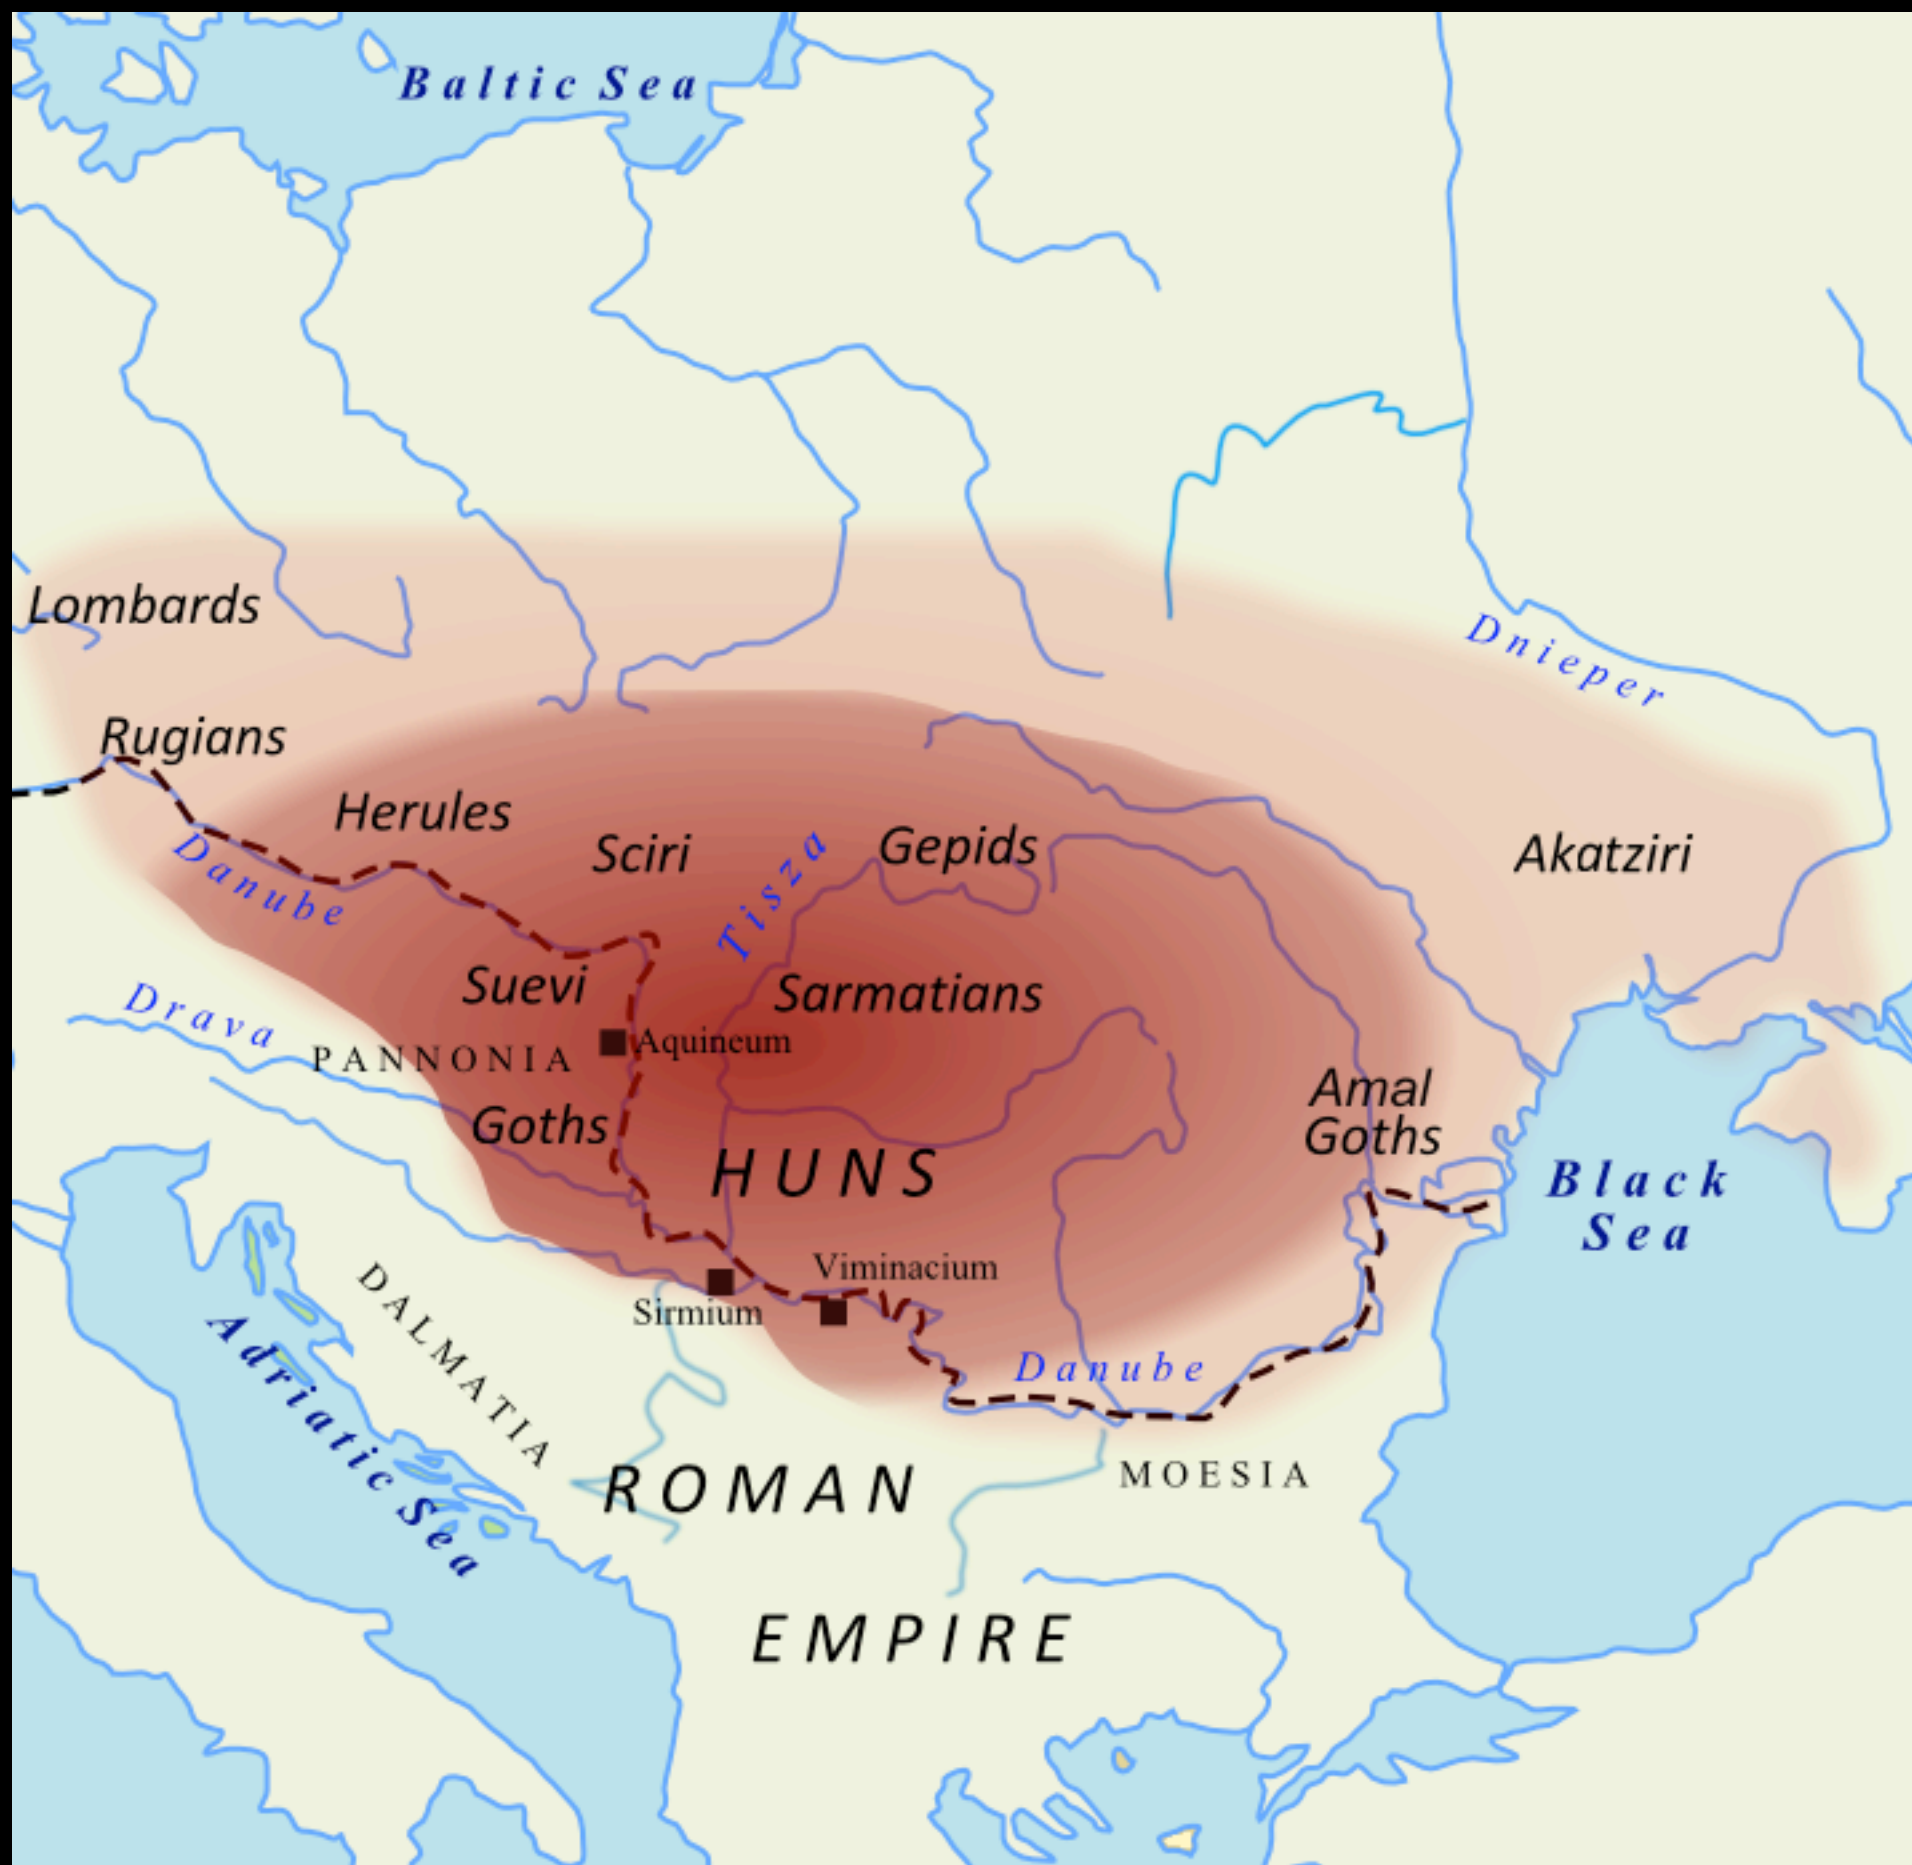 Baltic Sea
Lombards
Dnieper
Rugians
Herules
Sciri
Tisza
Gepids
Akatziri
Danube
Suevi
Sarmatians
Drava
PANNONIA
Aquincum
Goths
Amal
Goths
HUNS
Black
Sea
Viminacium
Sirmium
DALMATIA
Adriatic Sea
Danube
ROMAN
MOESIA
EMPIRE